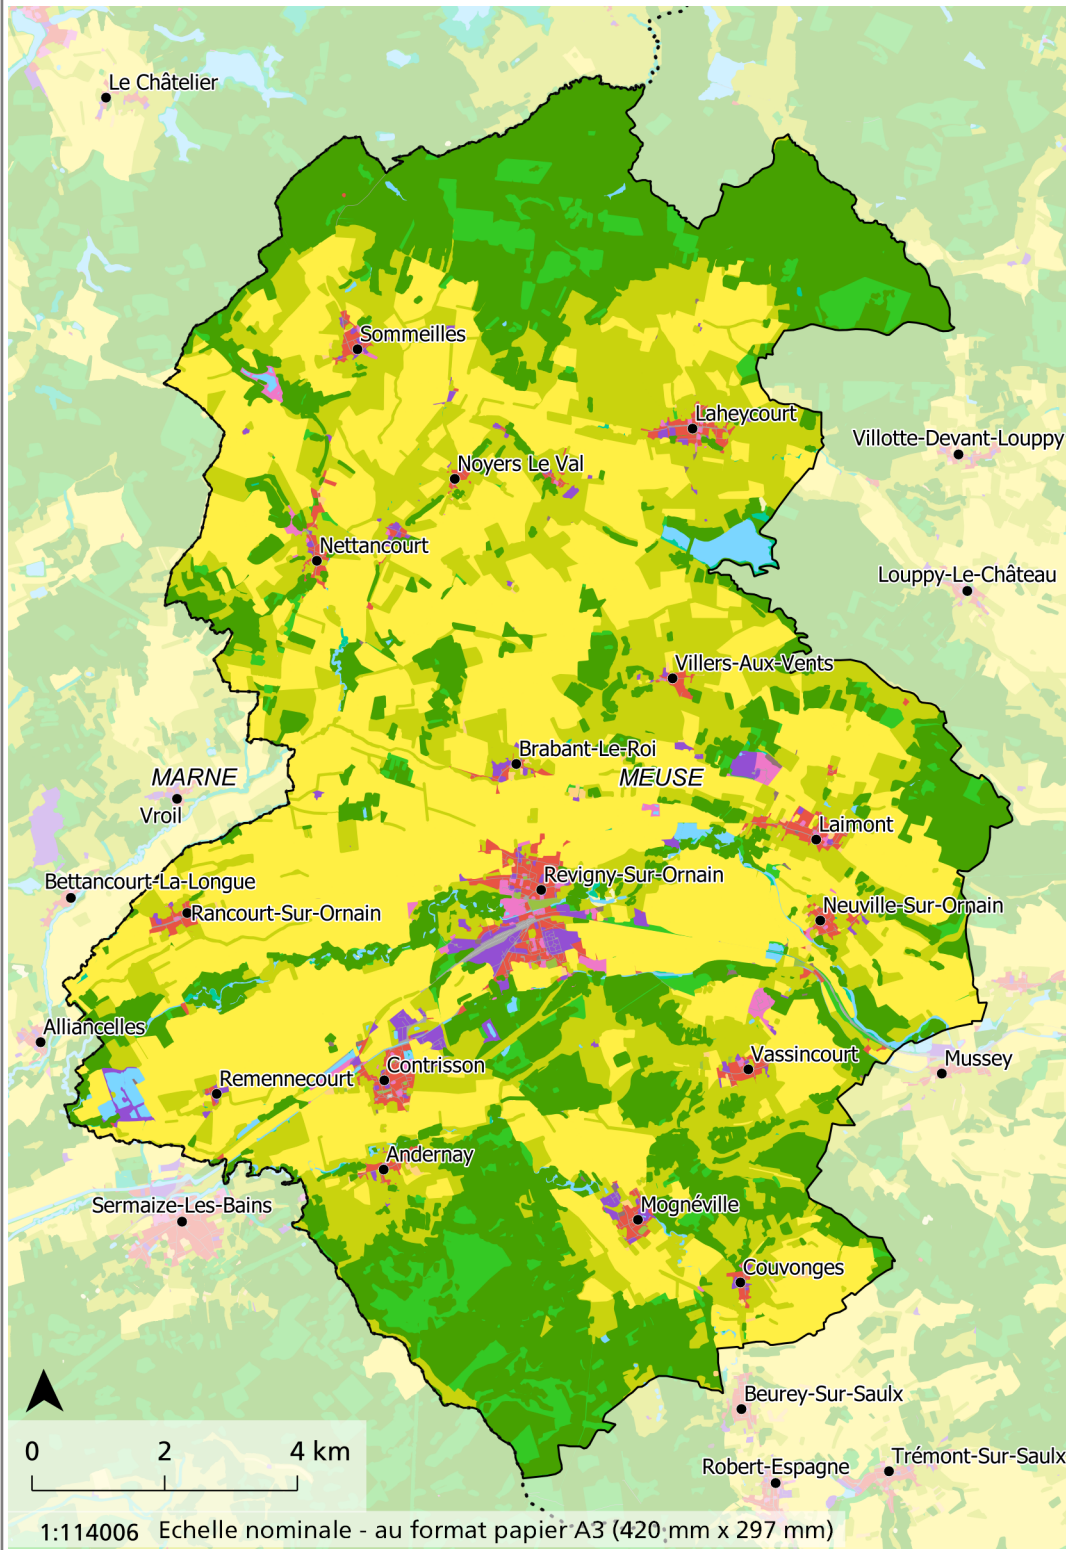 Le Châtelier
Sommeilles
Laheycourt
Villotte-Devant-Louppy
Noyers Le Val
Nettancourt
Louppy-Le-Château
Villers-Aux-Vents
Brabant-Le-Roi
MARNE
MEUSE
Vroil
Laimont
Revigny-Sur-Ornain
Bettancourt-La-Longue
Neuville-Sur-Ornain
Rancourt-Sur-Ornain
Alliancelles
Vassincourt
Mussey
Contrisson
Remennecourt
Andernay
Sermaize-Les-Bains
Mognéville
Couvonges
Beurey-Sur-Saulx
0 2 4 km
Trémont-Sur-Saulx
Robert-Espagne
1:114006 Echelle nominale - au format papier A3 (420 mm x 297 mm)